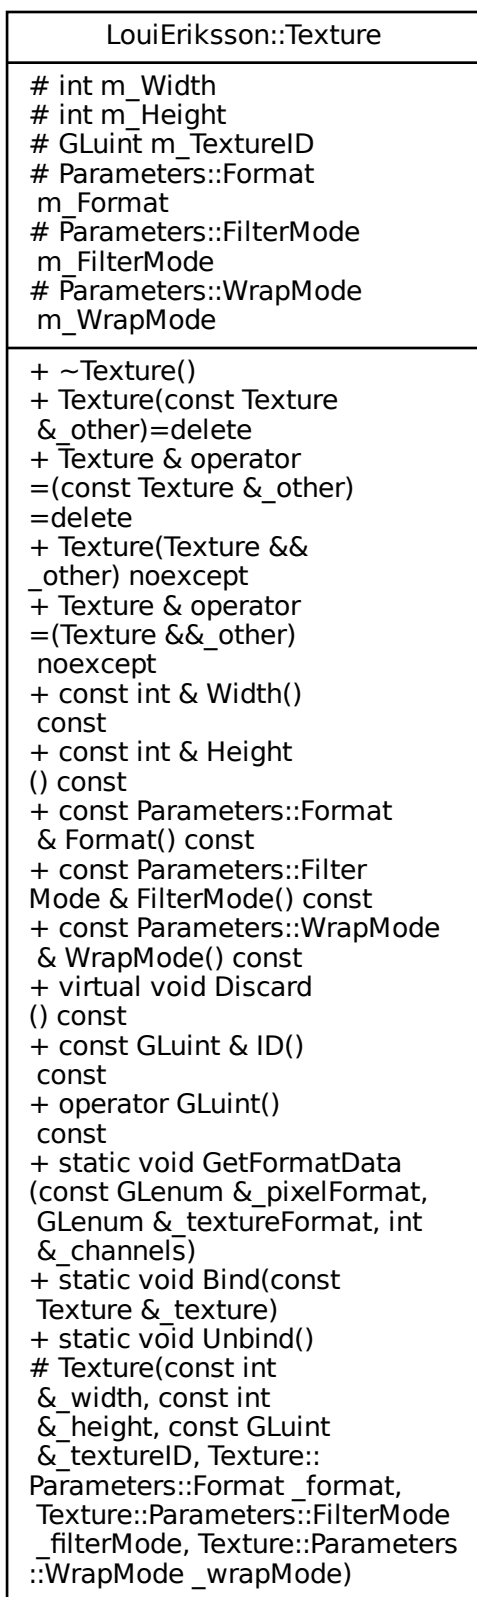 LouiEriksson::Texture
# int m_Width
# int m_Height
# GLuint m_TextureID
# Parameters::Format
m_Format
# Parameters::FilterMode
m_FilterMode
# Parameters::WrapMode
m_WrapMode
+ ~Texture()
+ Texture(const Texture
&_other)=delete
+ Texture & operator
=(const Texture &_other)
=delete
+ Texture(Texture &&
_other) noexcept
+ Texture & operator
=(Texture &&_other)
noexcept
+ const int & Width()
const
+ const int & Height
() const
+ const Parameters::Format
& Format() const
+ const Parameters::Filter
Mode & FilterMode() const
+ const Parameters::WrapMode
& WrapMode() const
+ virtual void Discard
() const
+ const GLuint & ID()
const
+ operator GLuint()
const
+ static void GetFormatData
(const GLenum &_pixelFormat,
GLenum &_textureFormat, int
&_channels)
+ static void Bind(const
Texture &_texture)
+ static void Unbind()
# Texture(const int
&_width, const int
&_height, const GLuint
&_textureID, Texture::
Parameters::Format _format,
Texture::Parameters::FilterMode
_filterMode, Texture::Parameters
::WrapMode _wrapMode)